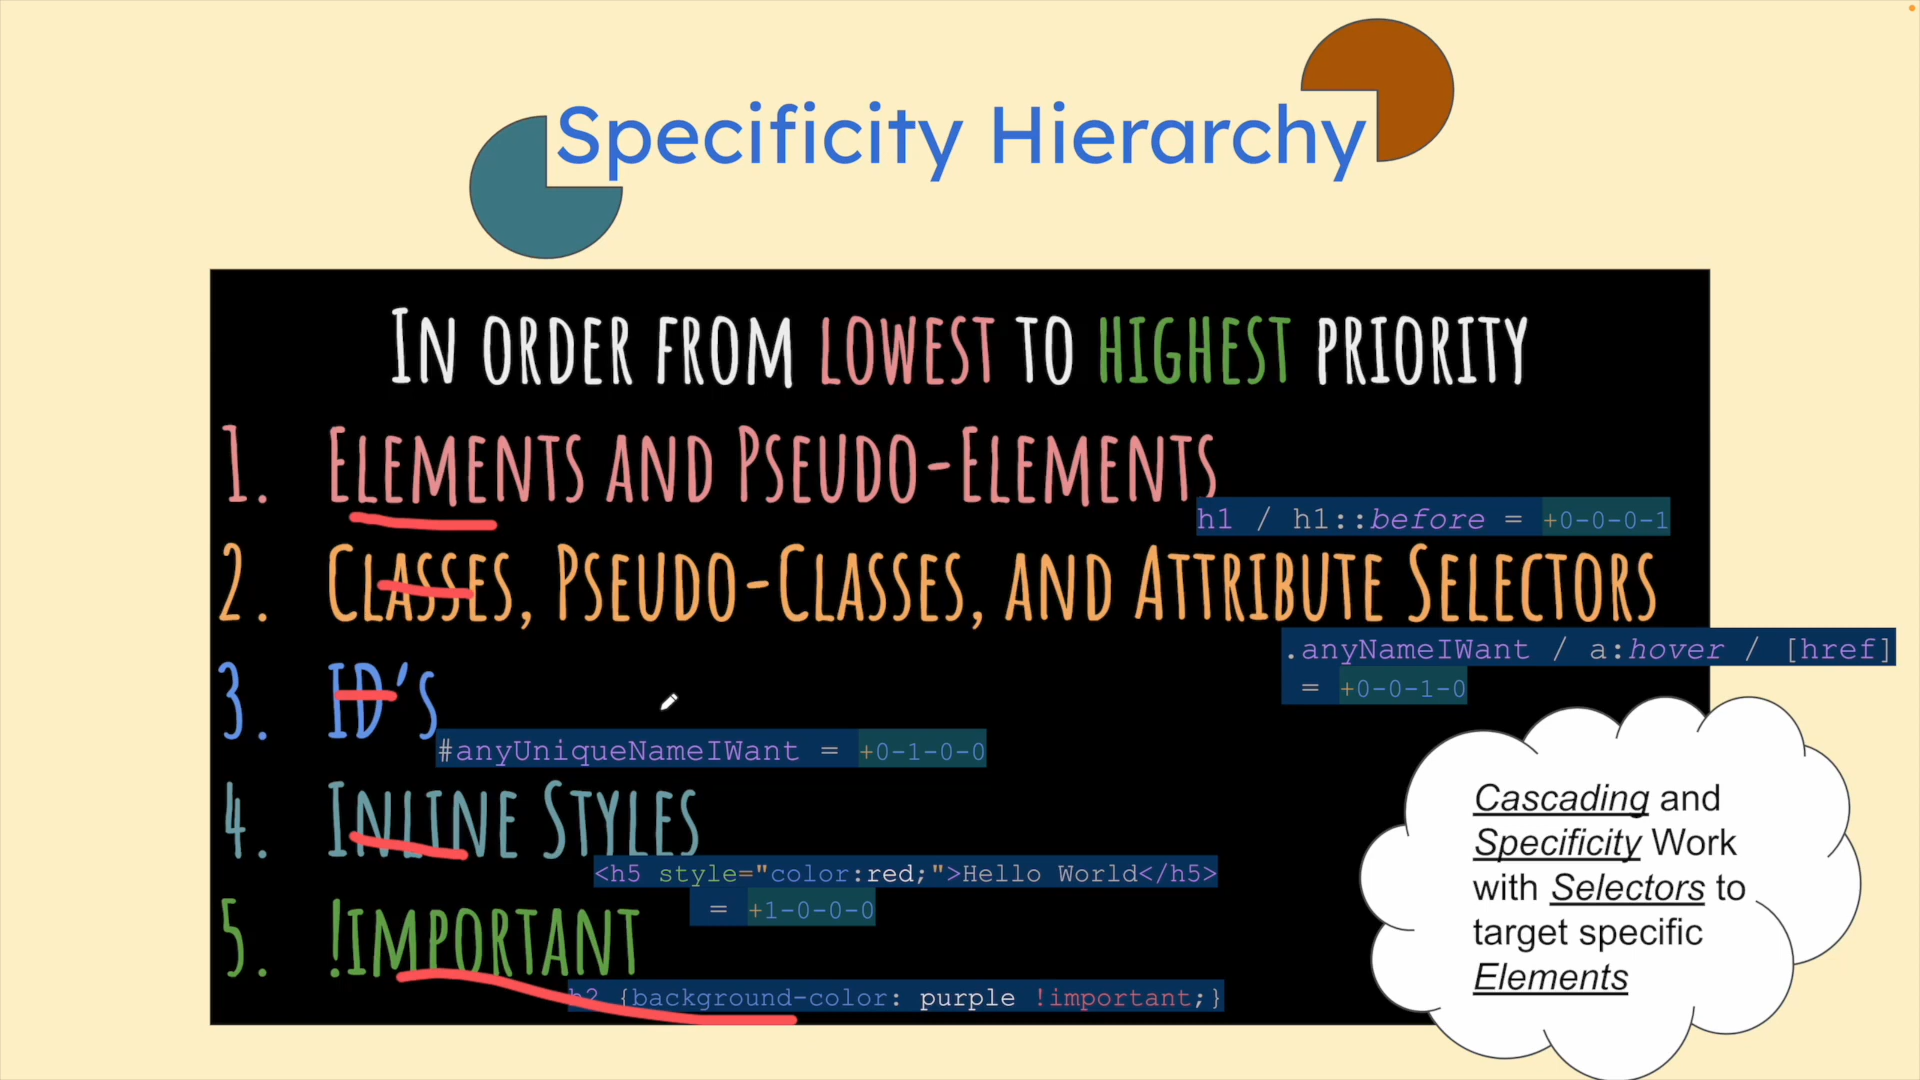 Specificity Hierarchy
In order from lowest to highest priority
1. Elements and Pseudo-Elements
h1 / h1::before = +0-0-0-1
2. Classes, Pseudo-Classes, and Attribute Selectors
.anyNameIWant / a:hover / [href]
= +0-0-1-0
3. ID's
#anyUniqueNameIWant = +0-1-0-0
4. Inline Styles
<h5 style="color:red;">Hello World</h5>
= +1-0-0-0
5. !important
h2 {background-color: purple !important;}
Cascading and
Specificity Work
with Selectors to
target specific
Elements